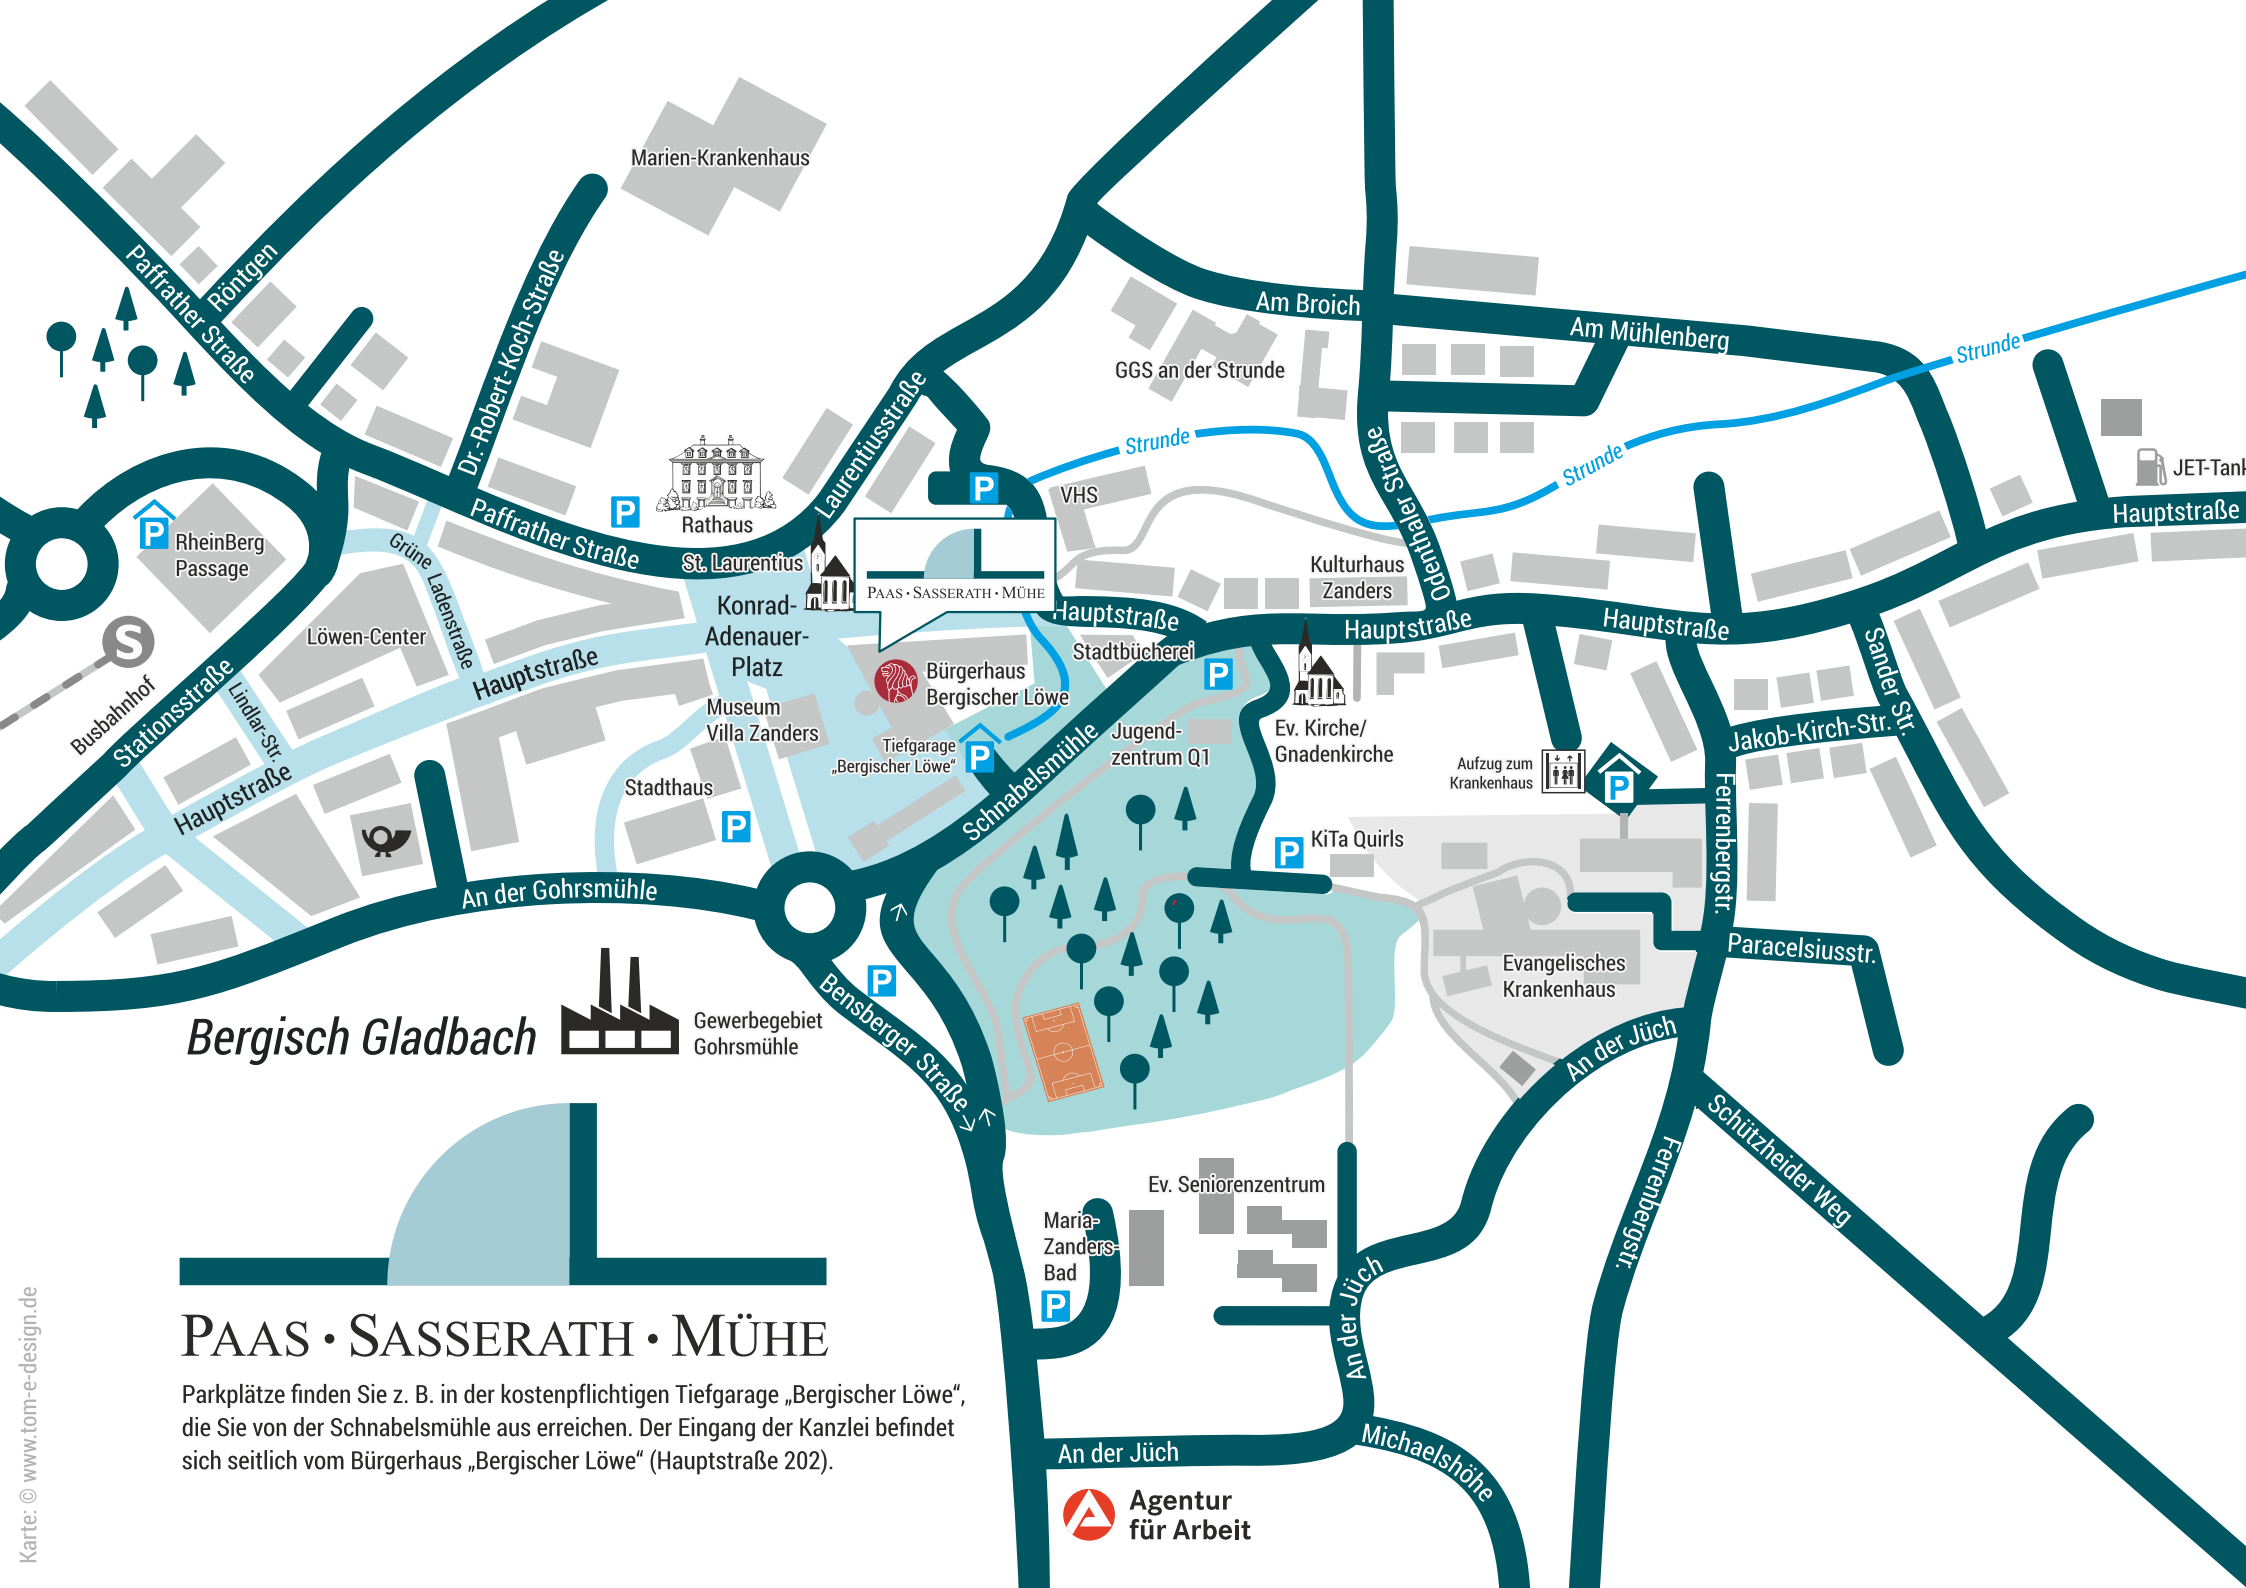 Marien-Krankenhaus
Paffrather Straße
Röntgen
Dr.-Robert-Koch-Straße
Am Broich
Am Mühlenberg
Strunde
GGS an der Strunde
Laurentiusstraße
Strunde
Strunde
Odenthaler Straße
JET-Tank
Hauptstraße
P
P
P
VHS
RheinBerg
Passage
Rathaus
Paffrather Straße
St. Laurentius
Grüne Ladenstraße
PAAS · SASSERATH · MÜHE
Kulturhaus
Zanders
Hauptstraße
Hauptstraße
Hauptstraße
Konrad-
Adenauer-
Platz
Löwen-Center
S
Busbahnhof
Stationsstraße
Lindlar-Str.
Hauptstraße
Hauptstraße
Stadtbücherei
P
Bürgerhaus
Bergischer Löwe
Museum
Villa Zanders
Tiefgarage
„Bergischer Löwe“
P
Schnabelsmühle
Jugend-
zentrum Q1
Ev. Kirche/
Gnadenkirche
Sander Str.
Jakob-Kirch-Str.
Aufzug zum
Krankenhaus
P
Ferrenbergstr.
Stadthaus
P
KiTa Quirls
P
An der Gohrsmühle
Paracelsiusstr.
Evangelisches
Krankenhaus
P
Bensberger Straße
Bergisch Gladbach
Gewerbegebiet
Gohrsmühle
An der Jüch
Schützheider Weg
Ferrenbergstr.
Ev. Seniorenzentrum
Maria-
Zanders-
Bad
P
An der Jüch
An der Jüch
Michaelshöhe
Agentur
für Arbeit
PAAS · SASSERATH · MÜHE
Parkplätze finden Sie z. B. in der kostenpflichtigen Tiefgarage „Bergischer Löwe“,
die Sie von der Schnabelsmühle aus erreichen. Der Eingang der Kanzlei befindet
sich seitlich vom Bürgerhaus „Bergischer Löwe“ (Hauptstraße 202).
Karte: © www.tom-e-design.de